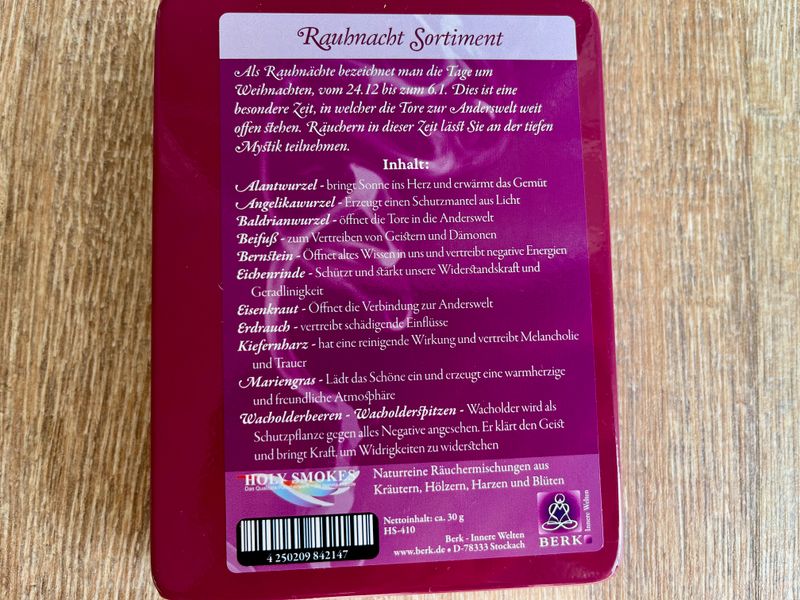 Rauhnacht Sortiment
Als Rauhnächte bezeichnet man die Tage um
Weihnachten, vom 24.12 bis zum 6.1. Dies ist eine
besondere Zeit, in welcher die Tore zur Anderswelt weit
offen stehen. Räuchern in dieser Zeit lässt Sie an der tiefen
Mystik teilnehmen.
Inhalt:
Alantwurzel - bringt Sonne ins Herz und erwärmt das Gemüt
Angelikawurzel - Erzeugt einen Schutzmantel aus Licht
Baldrianwurzel - öffnet die Tore in die Anderswelt
Beifuß - zum Vertreiben von Geistern und Dämonen
Bernstein - Öffnet altes Wissen in uns und vertreibt negative Energien
Eichenrinde - Schützt und stärkt unsere Widerstandskraft und
Geradlinigkeit
Eisenkraut - Öffnet die Verbindung zur Anderswelt
Erdrauch - vertreibt schädigende Einflüsse
Kiefernharz - hat eine reinigende Wirkung und vertreibt Melancholie
und Trauer
Mariengras - Lädt das Schöne ein und erzeugt eine warmherzige
und freundliche Atmosphäre
Wacholderbeeren - Wacholderspitzen - Wacholder wird als
Schutzpflanze gegen alles Negative angesehen. Er klärt den Geist
und bringt Kraft, um Widrigkeiten zu widerstehen
HOLY SMOKES
Naturreine Räuchermischungen aus
Kräutern, Hölzern, Harzen und Blüten
Nettoinhalt: ca. 30 g
HS-410
Berk - Innere Welten
www.berk.de • D-78333 Stockach
4 250209 842147
BERK
Innere Welten